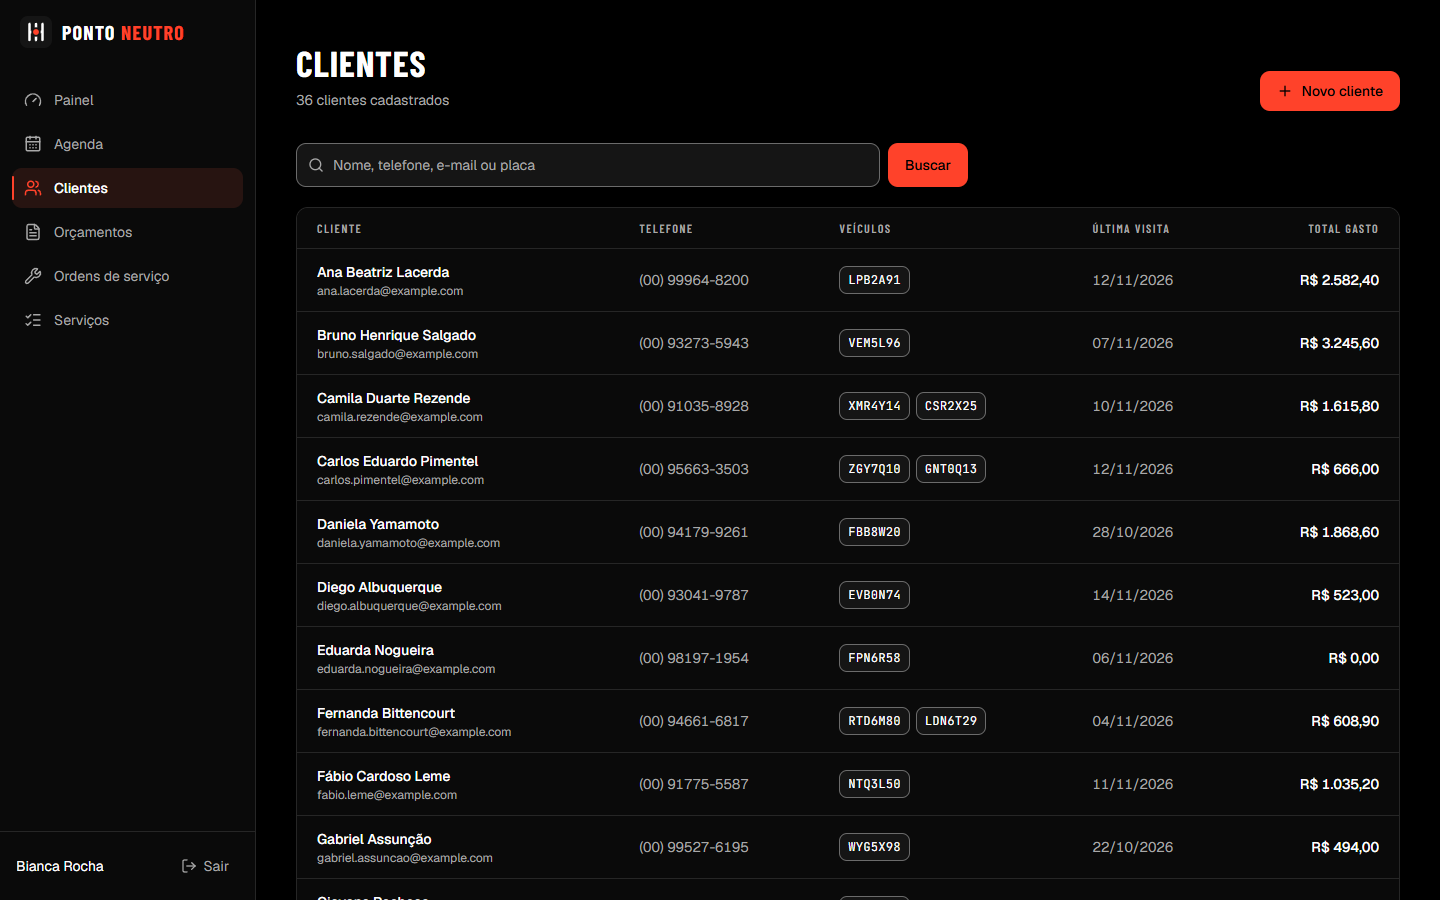 PONTO NEUTRO
Painel
Agenda
Clientes
Orçamentos
Ordens de serviço
Serviços
Bianca Rocha
Sair
CLIENTES
36 clientes cadastrados
Novo cliente
Nome, telefone, e-mail ou placa
Buscar
CLIENTE TELEFONE VEÍCULOS ÚLTIMA VISITA TOTAL GASTO
Ana Beatriz Lacerda
ana.lacerda@example.com
(00) 99964-8200 LPB2A91 12/11/2026 R$ 2.582,40
Bruno Henrique Salgado
bruno.salgado@example.com
(00) 93273-5943 VEM5L96 07/11/2026 R$ 3.245,60
Camila Duarte Rezende
camila.rezende@example.com
(00) 91035-8928 XMR4Y14 CSR2X25 10/11/2026 R$ 1.615,80
Carlos Eduardo Pimentel
carlos.pimentel@example.com
(00) 95663-3503 ZGY7Q10 GNT0Q13 12/11/2026 R$ 666,00
Daniela Yamamoto
daniela.yamamoto@example.com
(00) 94179-9261 FBB8W20 28/10/2026 R$ 1.868,60
Diego Albuquerque
diego.albuquerque@example.com
(00) 93041-9787 EVB0N74 14/11/2026 R$ 523,00
Eduarda Nogueira
eduarda.nogueira@example.com
(00) 98197-1954 FPN6R58 06/11/2026 R$ 0,00
Fernanda Bittencourt
fernanda.bittencourt@example.com
(00) 94661-6817 RTD6M80 LDN6T29 04/11/2026 R$ 608,90
Fábio Cardoso Leme
fabio.leme@example.com
(00) 91775-5587 NTQ3L50 11/11/2026 R$ 1.035,20
Gabriel Assunção
gabriel.assuncao@example.com
(00) 99527-6195 WYG5X98 22/10/2026 R$ 494,00